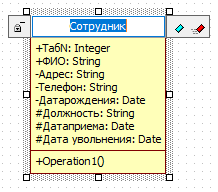 Сотрудник
+ТабN: Integer
+ФИО: String
-Адрес: String
-Телефон: String
-Датарождения: Date
#Должность: String
#Датаприема: Date
#Дата увольнения: Date
+Operation1()